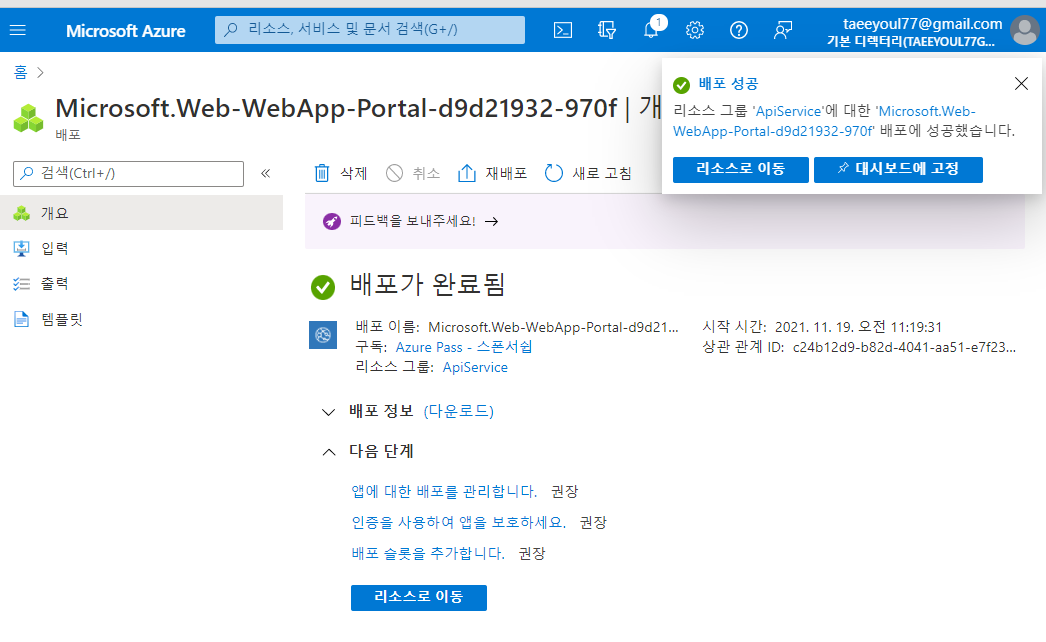 Microsoft Azure
리소스, 서비스 및 문서 검색(G+/)
1
taeeyoul77@gmail.com
기본 디렉터리(TAEEYOUL77G...
홈
Microsoft.Web-WebApp-Portal-d9d21932-970f | 개
배포
배포 성공
리소스 그룹 'ApiService'에 대한 'Microsoft.Web-
WebApp-Portal-d9d21932-970f' 배포에 성공했습니다.
리소스로 이동
대시보드에 고정
검색(Ctrl+/)
«
삭제
취소
재배포
새로 고침
개요
입력
출력
템플릿
피드백을 보내주세요! →
배포가 완료됨
배포 이름: Microsoft.Web-WebApp-Portal-d9d21...
시작 시간: 2021. 11. 19. 오전 11:19:31
구독: Azure Pass - 스폰서쉽
상관 관계 ID: c24b12d9-b82d-4041-aa51-e7f23...
리소스 그룹: ApiService
배포 정보 (다운로드)
다음 단계
앱에 대한 배포를 관리합니다. 권장
인증을 사용하여 앱을 보호하세요. 권장
배포 슬롯을 추가합니다. 권장
리소스로 이동